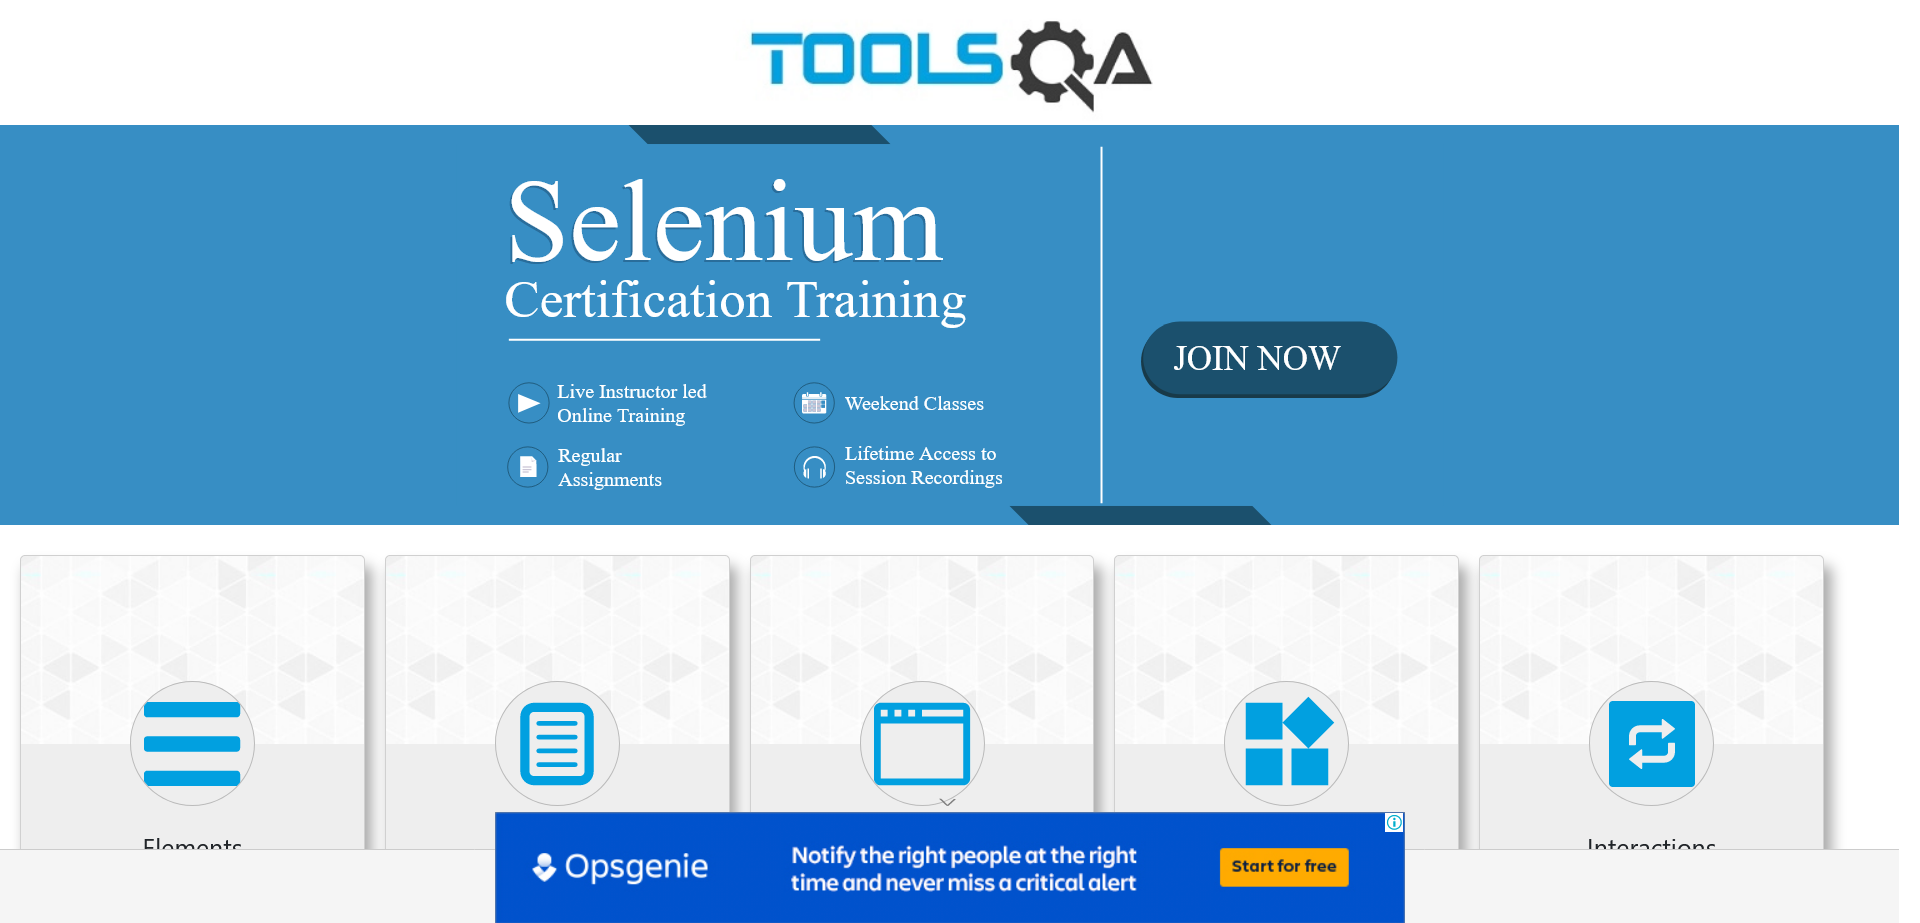 TOOLSQA
Selenium
Certification Training
JOIN NOW
Live Instructor led
Online Training
Weekend Classes
Regular
Assignments
Lifetime Access to
Session Recordings
Elements
Interactions
Opsgenie
Notify the right people at the right
time and never miss a critical alert
Start for free